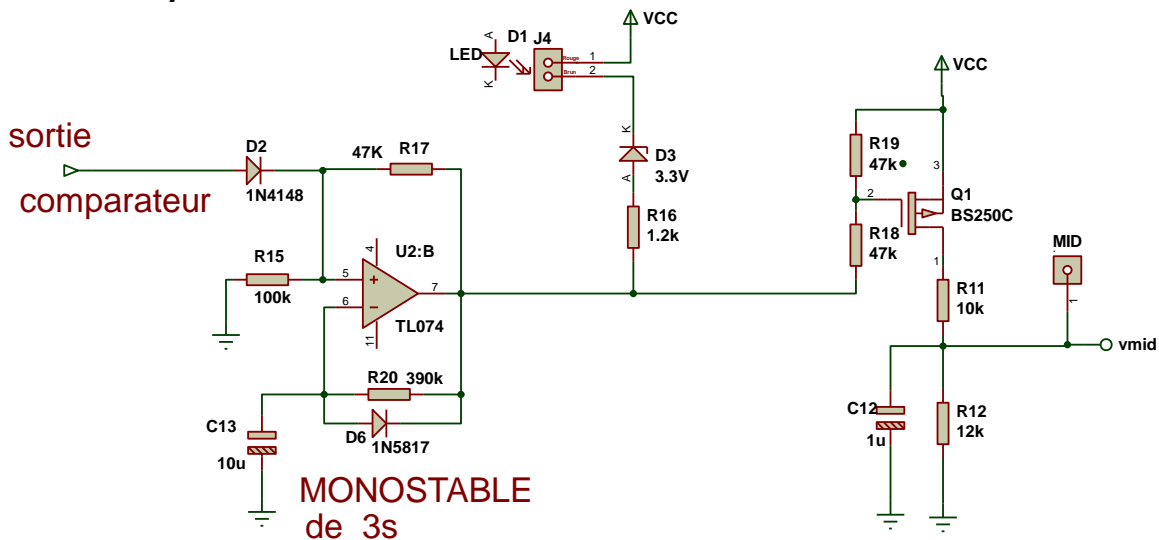 D1 J4
VCC
A
LED
K
Rouge 1
Brun 2
VCC
sortie
comparateur
D2
1N4148
47K R17
K
D3
3.3V
A
R16
1.2k
R19
47k
3
2
Q1
BS250C
R18
47k
1
MID
1
R15
100k
4
U2:B
5
6
7
TL074
11
R11
10k
vmid
R20 390k
D6
1N5817
C13
10u
C12
1u
R12
12k
MONOSTABLE
de 3s